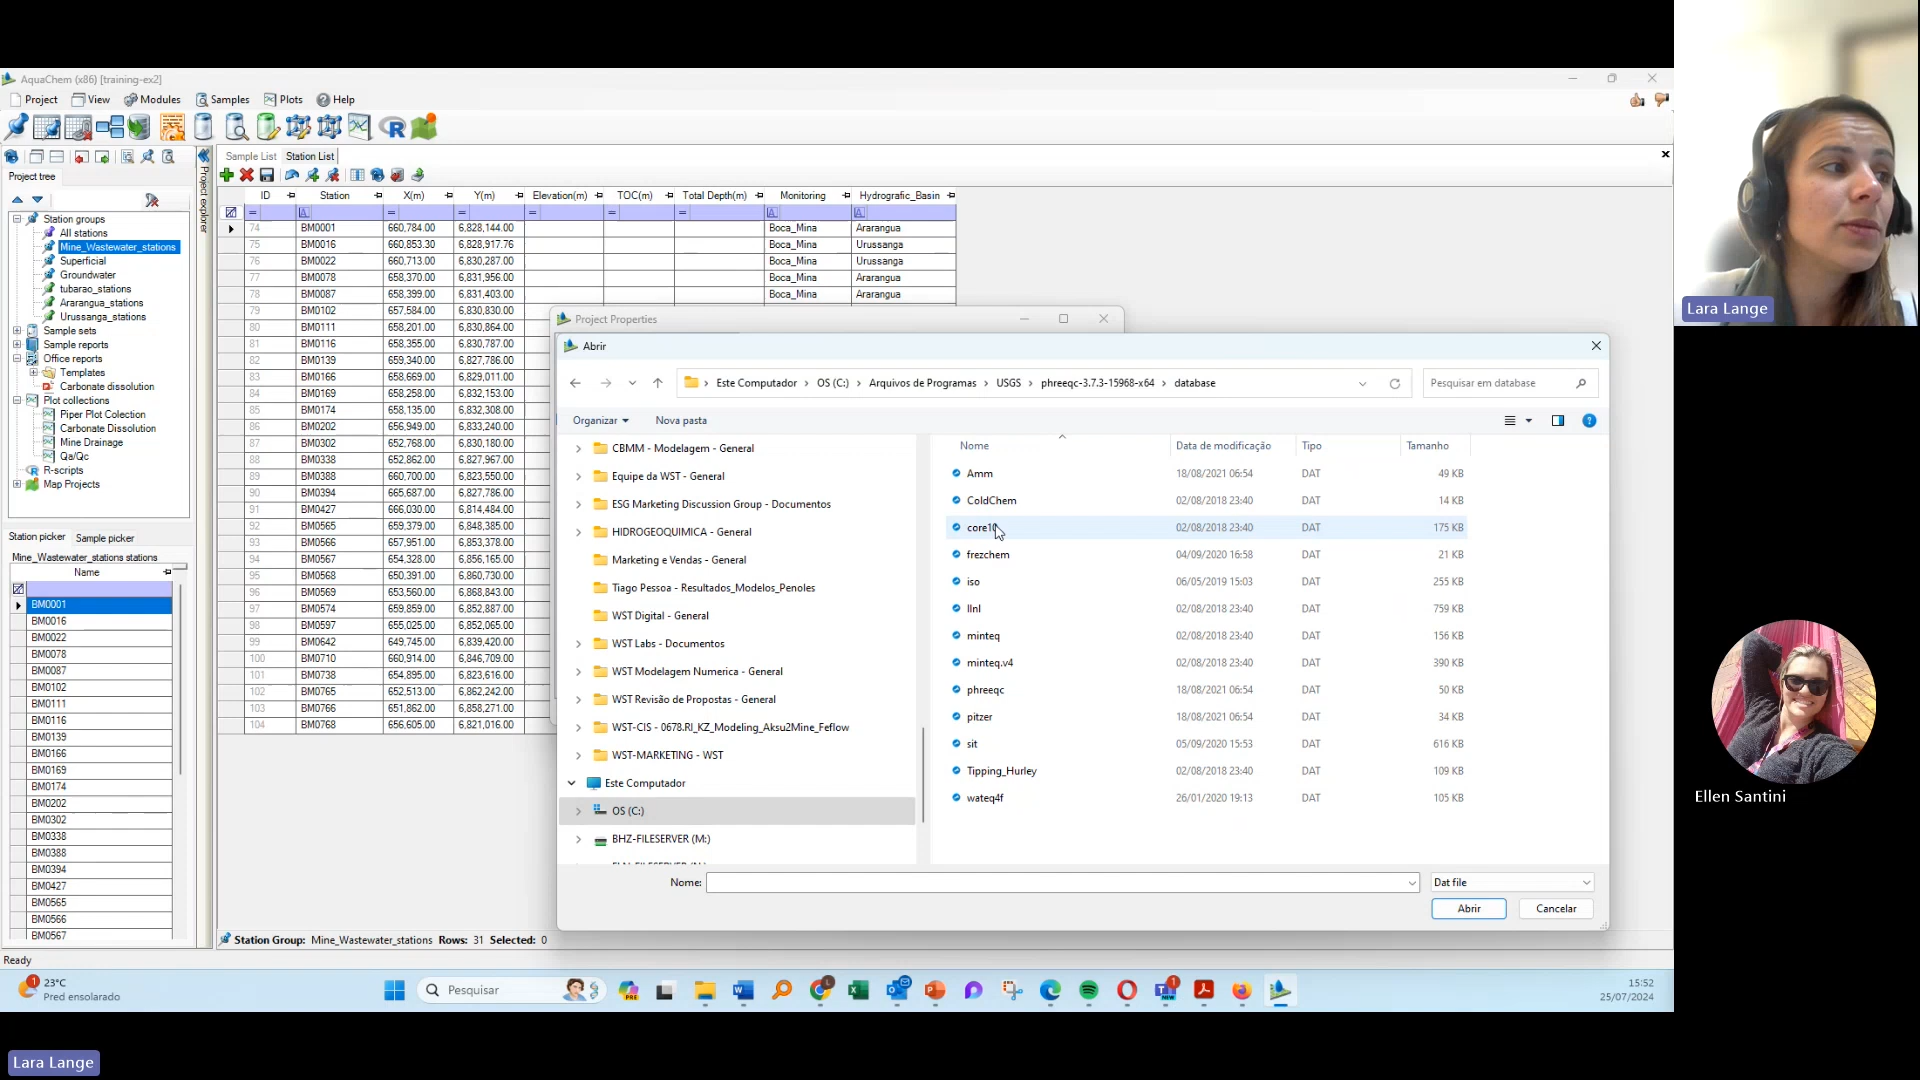 AquaChem (x86) [training-ex2]
Project View Modules Samples Plots Help
Project tree
Station groups
All stations
Mine_Wastewater_stations
Superficial
Groundwater
tubarao_stations
Ararangua_stations
Urussanga_stations
Sample sets
Sample reports
Office reports
Templates
Carbonate dissolution
Plot collections
Piper Plot Colection
Carbonate Dissolution
Mine Drainage
Qa/Qc
R-scripts
Map Projects
Project explorer
Station picker Sample picker
Mine_Wastewater_stations stations
Name
BM0001
BM0016
BM0022
BM0078
BM0087
BM0102
BM0111
BM0116
BM0139
BM0166
BM0169
BM0174
BM0202
BM0302
BM0338
BM0388
BM0394
BM0427
BM0565
BM0566
BM0567
Sample List Station List
ID Station X(m) Y(m) Elevation(m) TOC(m) Total Depth(m) Monitoring Hydrografic_Basin
74 BM0001 660,784.00 6,828,144.00 Boca_Mina Ararangua
75 BM0016 660,853.30 6,828,917.76 Boca_Mina Urussanga
76 BM0022 660,713.00 6,830,287.00 Boca_Mina Urussanga
77 BM0078 658,370.00 6,831,956.00 Boca_Mina Ararangua
78 BM0087 658,399.00 6,831,403.00 Boca_Mina Ararangua
79 BM0102 657,584.00 6,830,830.00
80 BM0111 658,201.00 6,830,864.00
81 BM0116 658,355.00 6,830,787.00
82 BM0139 659,340.00 6,827,786.00
83 BM0166 658,669.00 6,829,011.00
84 BM0169 658,258.00 6,832,153.00
85 BM0174 658,135.00 6,832,308.00
86 BM0202 656,949.00 6,833,240.00
87 BM0302 652,768.00 6,830,180.00
88 BM0338 652,862.00 6,827,967.00
89 BM0388 660,700.00 6,823,550.00
90 BM0394 665,687.00 6,827,786.00
91 BM0427 666,030.00 6,814,484.00
92 BM0565 659,379.00 6,848,385.00
93 BM0566 657,951.00 6,853,378.00
94 BM0567 654,328.00 6,856,165.00
95 BM0568 650,391.00 6,860,730.00
96 BM0569 653,560.00 6,868,843.00
97 BM0574 659,859.00 6,852,887.00
98 BM0597 655,025.00 6,852,065.00
99 BM0642 649,745.00 6,839,420.00
100 BM0710 660,914.00 6,846,709.00
101 BM0738 654,895.00 6,823,616.00
102 BM0765 652,513.00 6,862,242.00
103 BM0766 651,862.00 6,858,271.00
104 BM0768 656,605.00 6,821,016.00
Station Group: Mine_Wastewater_stations Rows: 31 Selected: 0
Ready
Project Properties
Abrir
Este Computador OS (C:) Arquivos de Programas USGS phreeqc-3.7.3-15968-x64 database
Pesquisar em database
Organizar Nova pasta
CBMM - Modelagem - General
Equipe da WST - General
ESG Marketing Discussion Group - Documentos
HIDROGEOQUIMICA - General
Marketing e Vendas - General
Tiago Pessoa - Resultados_Modelos_Penoles
WST Digital - General
WST Labs - Documentos
WST Modelagem Numerica - General
WST Revisão de Propostas - General
WST-CIS - 0678.RI_KZ_Modeling_Aksu2Mine_Feflow
WST-MARKETING - WST
Este Computador
OS (C:)
BHZ-FILESERVER (M:)
Nome Data de modificação Tipo Tamanho
Amm 18/08/2021 06:54 DAT 49 KB
ColdChem 02/08/2018 23:40 DAT 14 KB
core10 02/08/2018 23:40 DAT 175 KB
frezchem 04/09/2020 16:58 DAT 21 KB
iso 06/05/2019 15:03 DAT 255 KB
llnl 02/08/2018 23:40 DAT 759 KB
minteq 02/08/2018 23:40 DAT 156 KB
minteq.v4 02/08/2018 23:40 DAT 390 KB
phreeqc 18/08/2021 06:54 DAT 50 KB
pitzer 18/08/2021 06:54 DAT 34 KB
sit 05/09/2020 15:53 DAT 616 KB
Tipping_Hurley 02/08/2018 23:40 DAT 109 KB
wateq4f 26/01/2020 19:13 DAT 105 KB
Nome: Dat file
Abrir Cancelar
1
23°C
Pred ensolarado
Pesquisar
15:52
25/07/2024
Lara Lange
Ellen Santini
Lara Lange